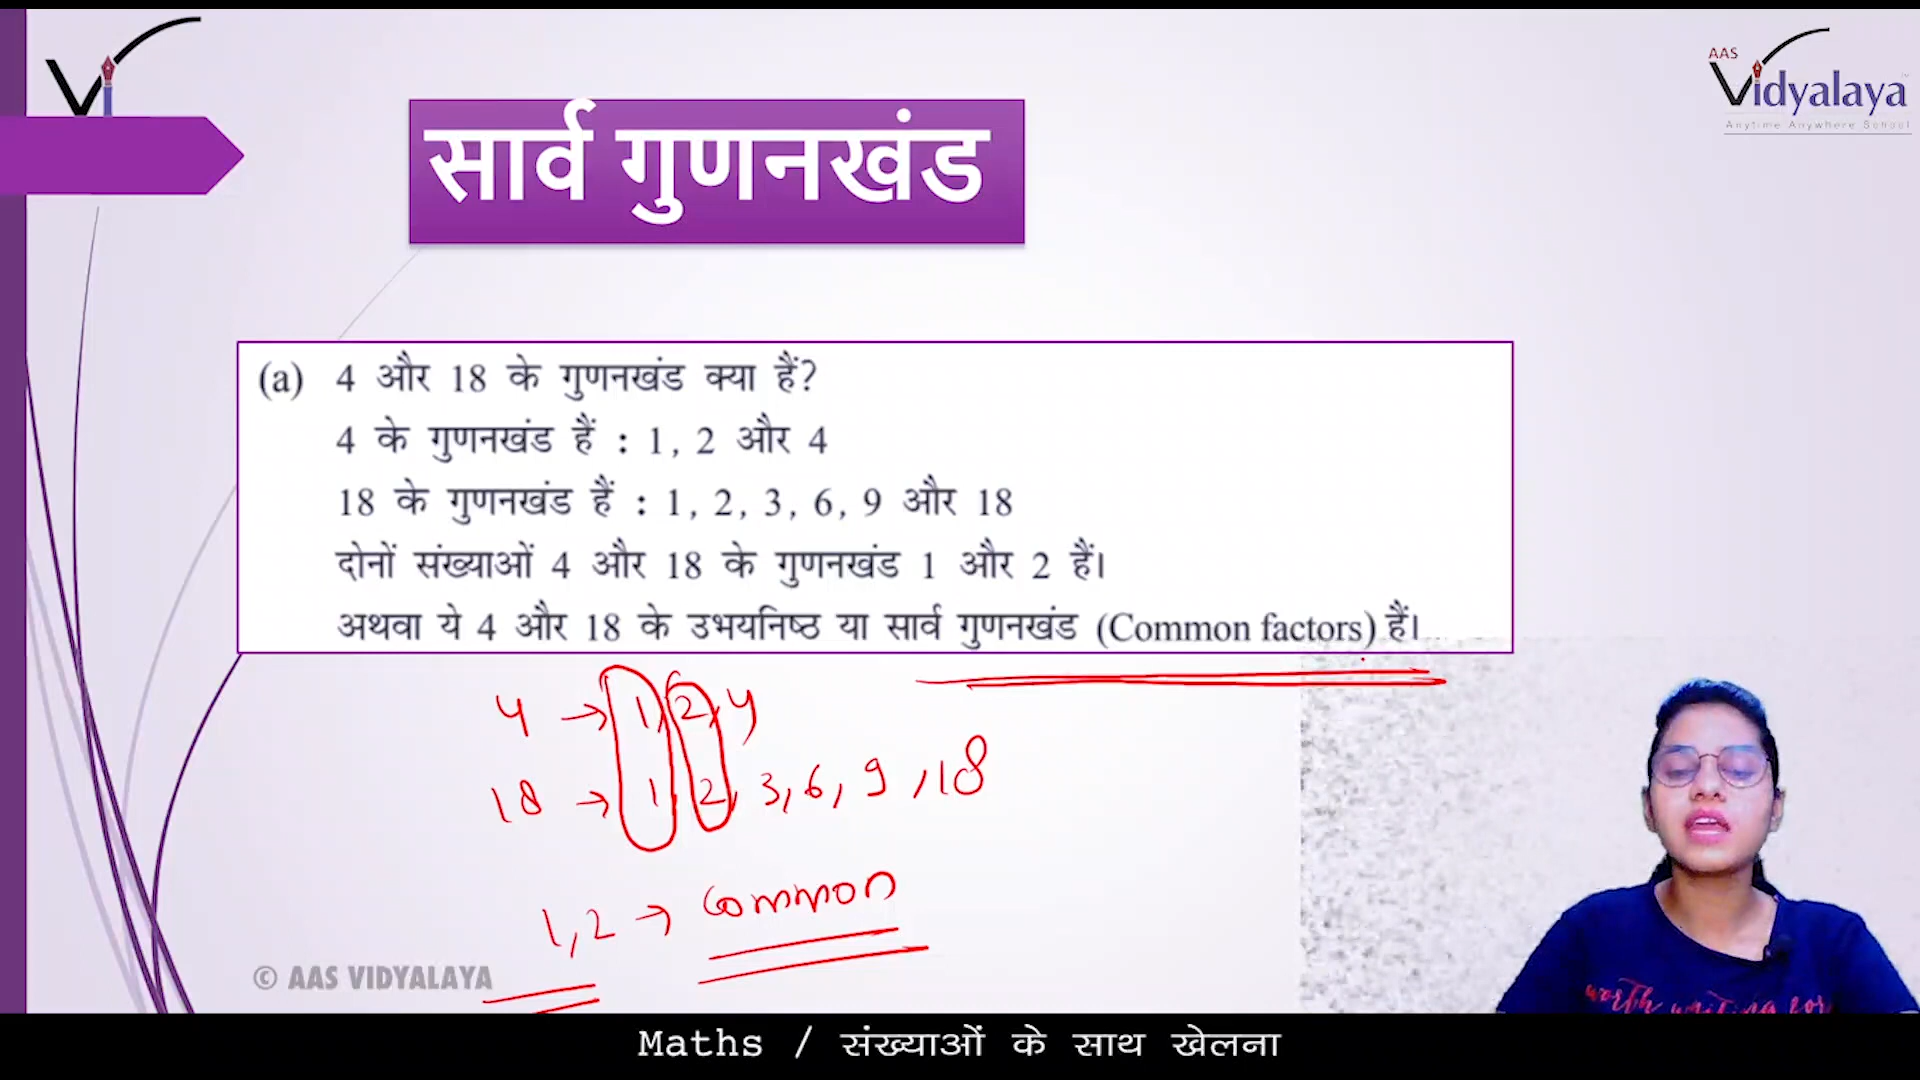 AAS
Vidyalaya
Anytime Anywhere School
सार्व गुणनखंड
(a) 4 और 18 के गुणनखंड क्या हैं?
4 के गुणनखंड हैं : 1, 2 और 4
18 के गुणनखंड हैं : 1, 2, 3, 6, 9 और 18
दोनों संख्याओं 4 और 18 के गुणनखंड 1 और 2 हैं।
अथवा ये 4 और 18 के उभयनिष्ठ या सार्व गुणनखंड (Common factors) हैं।
4 → 1, 2, 4
18 → 1, 2, 3, 6, 9, 18
1, 2 → Common
© AAS VIDYALAYA
worth writing for
Maths / संख्याओं के साथ खेलना